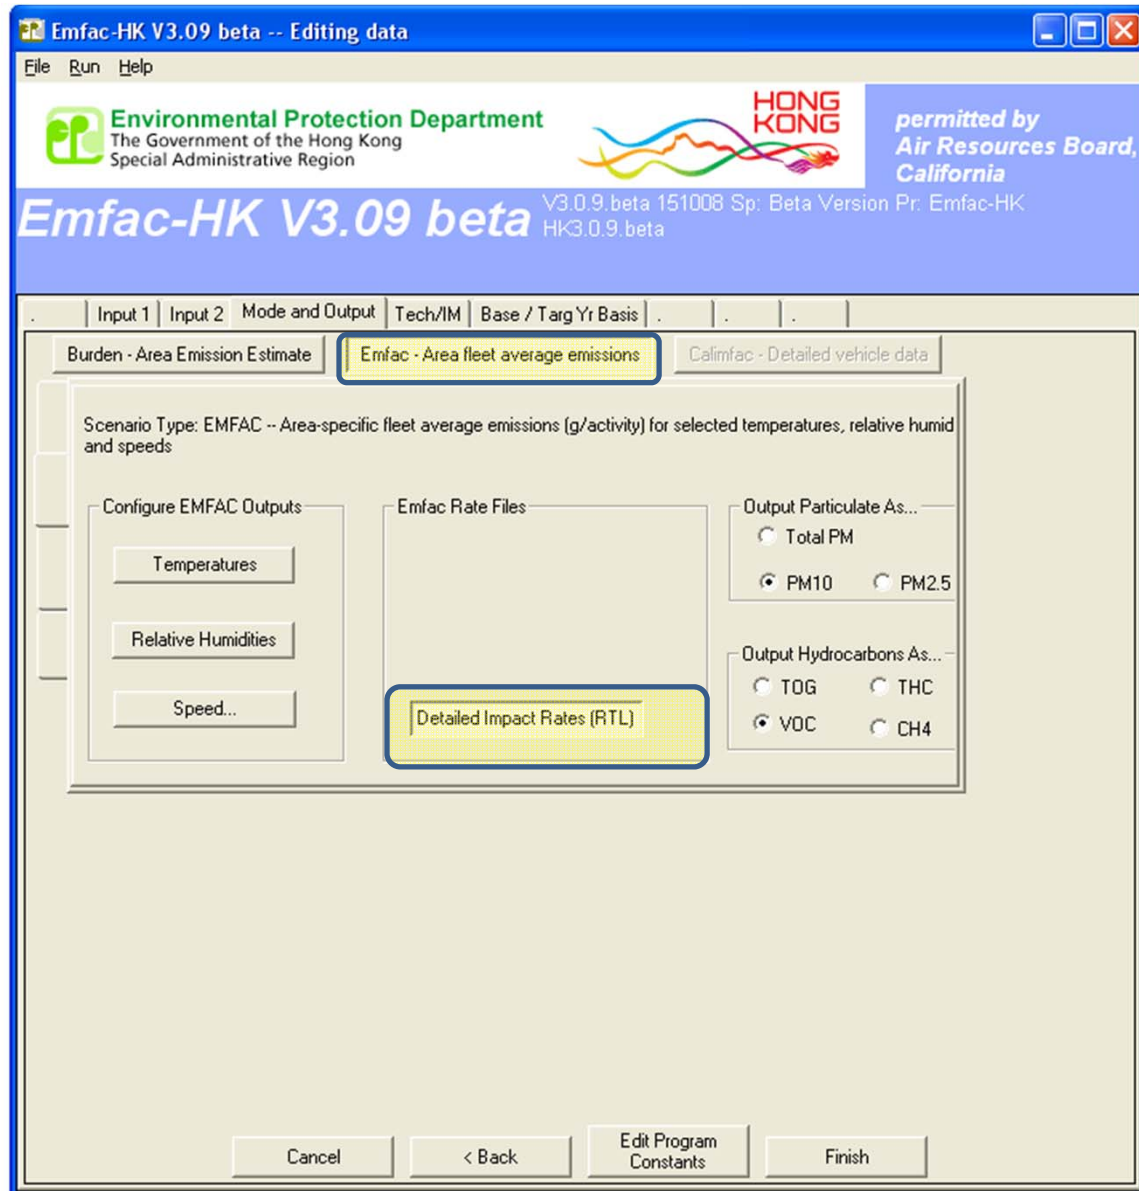 Emfac-HK V3.09 beta -- Editing data
File Run Help
Environmental Protection Department
The Government of the Hong Kong
Special Administrative Region
HONG
KONG
permitted by
Air Resources Board,
California
Emfac-HK V3.09 beta
V3.0.9.beta 151008 Sp: Beta Version Pr: Emfac-HK
HK3.0.9.beta
. Input 1 Input 2 Mode and Output Tech/IM Base / Targ Yr Basis . . .
Burden - Area Emission Estimate Emfac - Area fleet average emissions Calimfac - Detailed vehicle data
Scenario Type: EMFAC -- Area-specific fleet average emissions (g/activity) for selected temperatures, relative humid
and speeds
Configure EMFAC Outputs
Temperatures
Relative Humidities
Speed...
Emfac Rate Files
Detailed Impact Rates (RTL)
Output Particulate As...
Total PM
PM10 PM2.5
Output Hydrocarbons As...
TOG THC
VOC CH4
Cancel < Back Edit Program Constants Finish